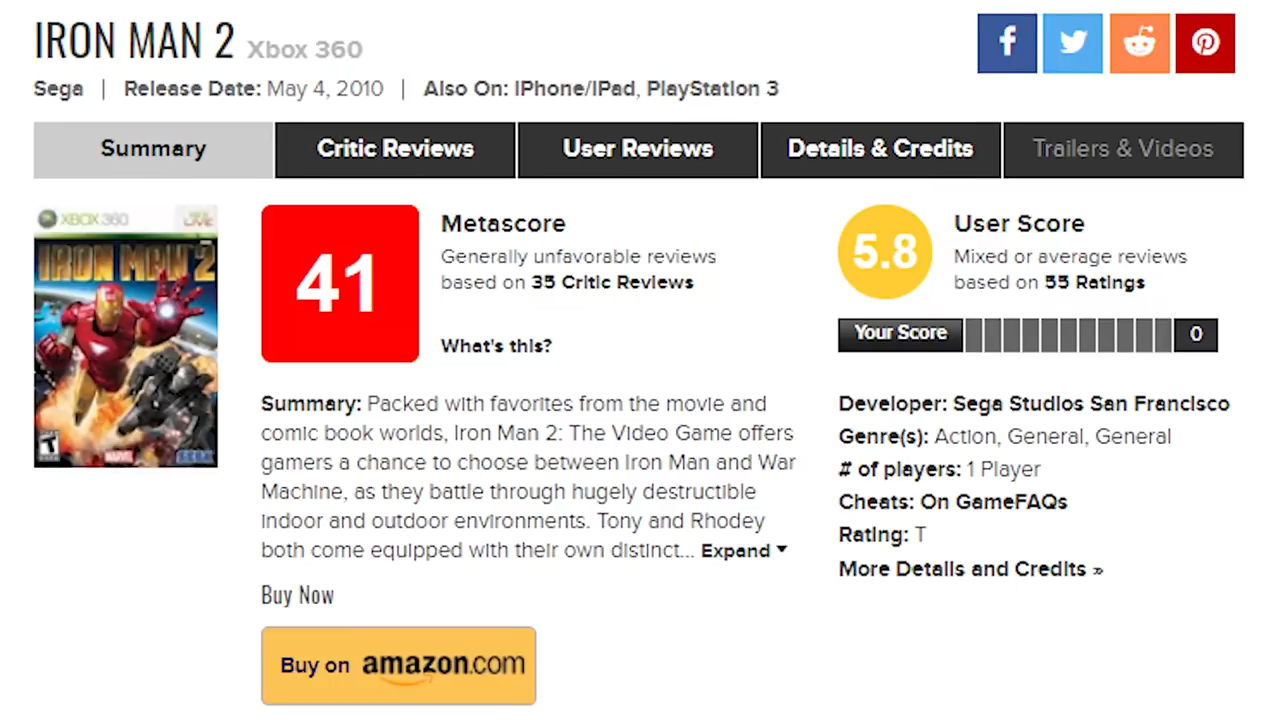 IRON MAN 2 Xbox 360
Sega | Release Date: May 4, 2010 | Also On: iPhone/iPad, PlayStation 3
Summary
Critic Reviews
User Reviews
Details & Credits
Trailers & Videos
XBOX 360 LIVE
IRON MAN 2
T
MARVEL
SEGA
41
Metascore
Generally unfavorable reviews
based on 35 Critic Reviews
What's this?
5.8
User Score
Mixed or average reviews
based on 55 Ratings
Your Score 0
Summary: Packed with favorites from the movie and
comic book worlds, Iron Man 2: The Video Game offers
gamers a chance to choose between Iron Man and War
Machine, as they battle through hugely destructible
indoor and outdoor environments. Tony and Rhodey
both come equipped with their own distinct... Expand
Buy Now
Buy on amazon.com
Developer: Sega Studios San Francisco
Genre(s): Action, General, General
# of players: 1 Player
Cheats: On GameFAQs
Rating: T
More Details and Credits »